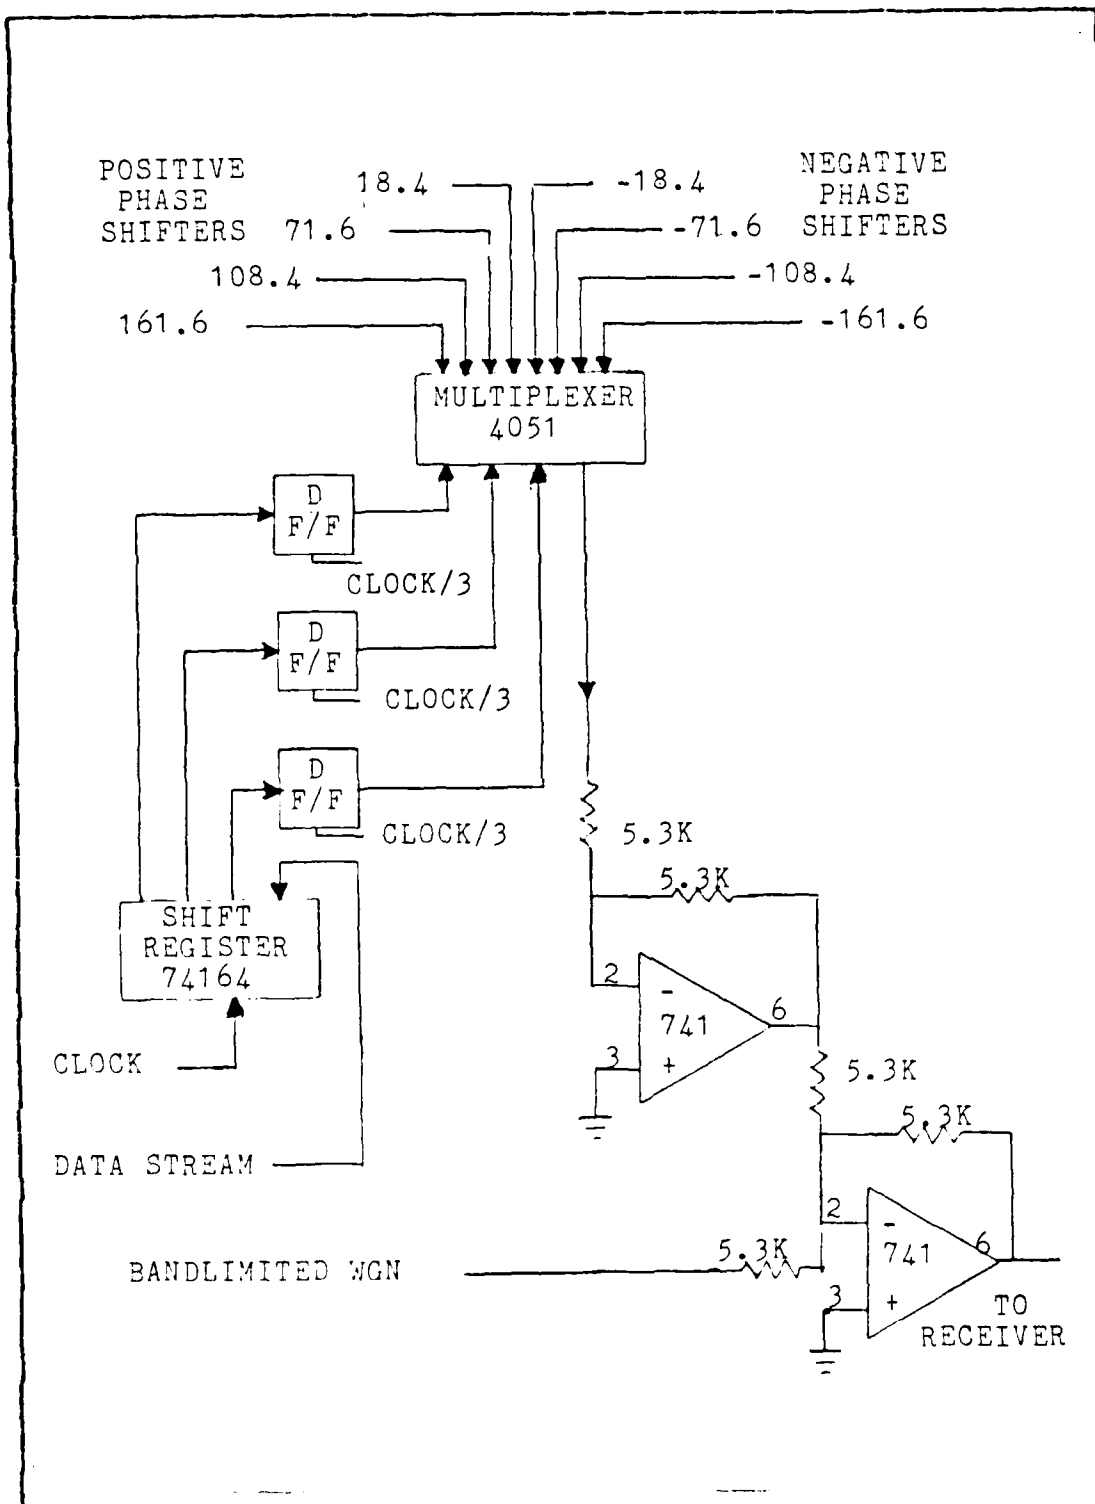 POSITIVE
PHASE
SHIFTERS
NEGATIVE
PHASE
SHIFTERS
18.4
-18.4
71.6
-71.6
108.4
-108.4
161.6
-161.6
MULTIPLEXER
4051
D
F/F
CLOCK/3
D
F/F
CLOCK/3
D
F/F
CLOCK/3
5.3K
5.3K
SHIFT
REGISTER
74164
2
-
741
6
3
+
CLOCK
5.3K
5.3K
DATA STREAM
2
-
741
6
5.3K
BANDLIMITED WGN
3
+
TO
RECEIVER